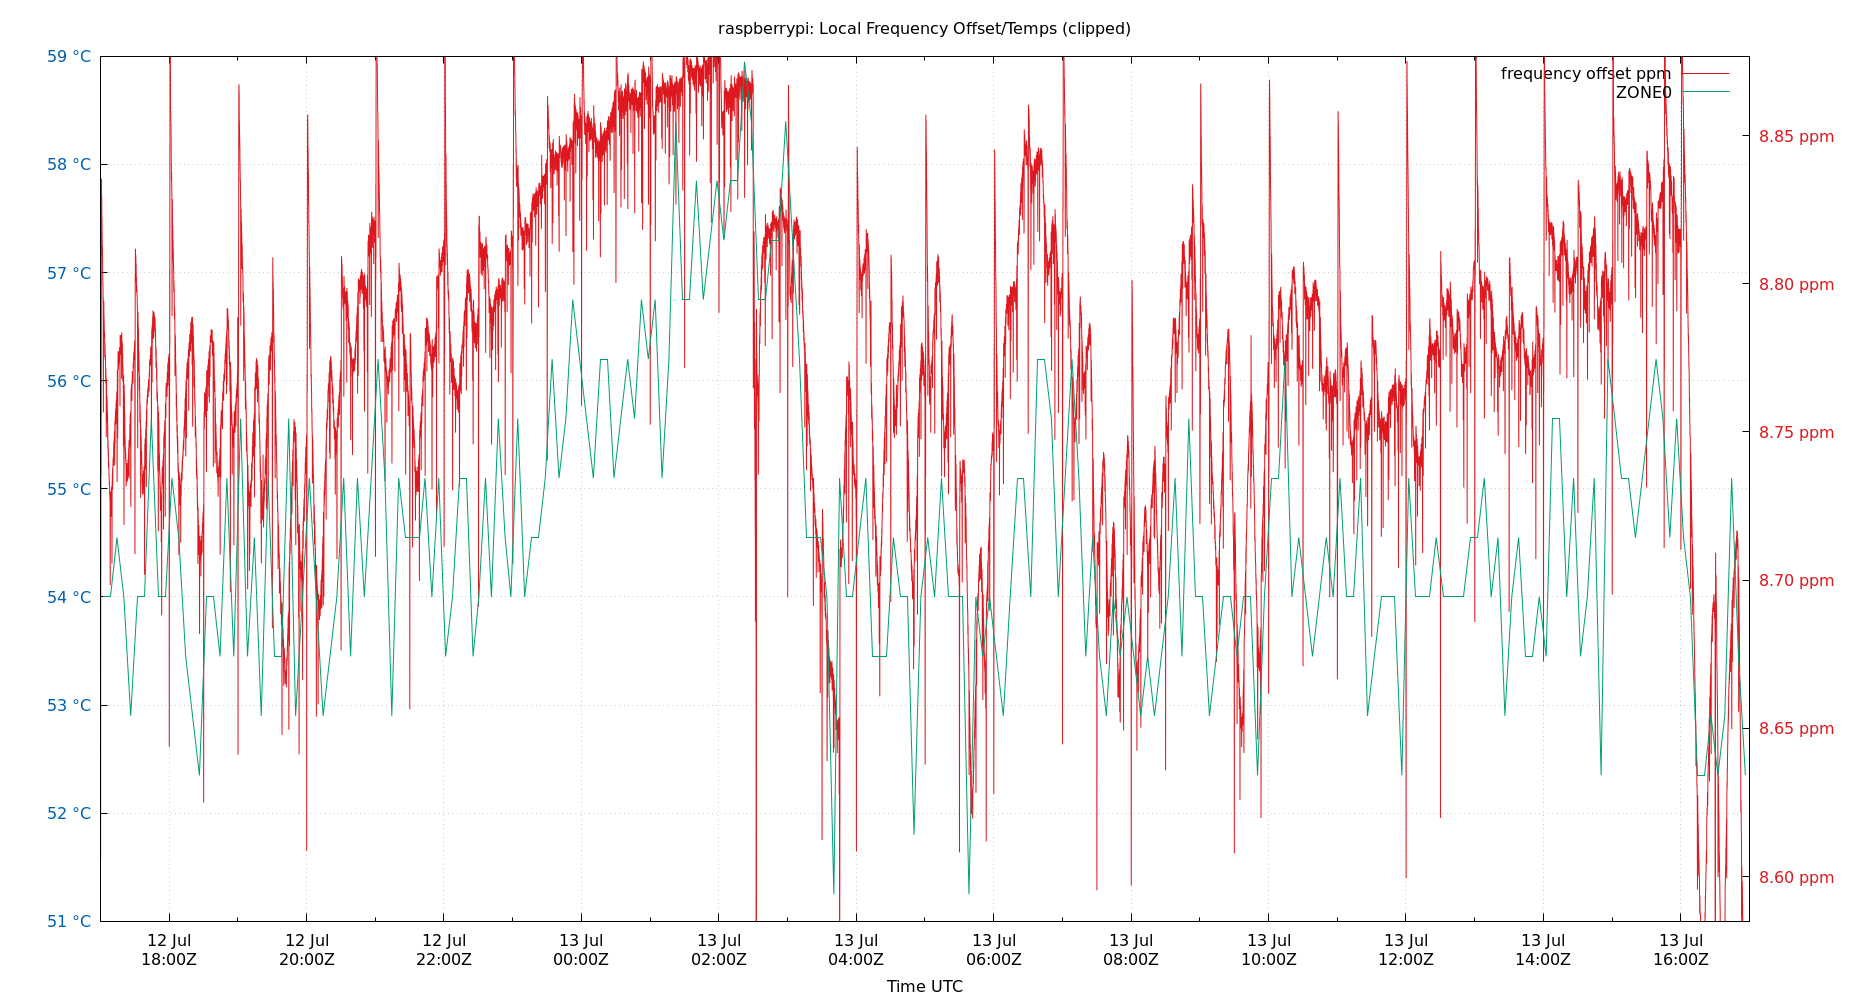 raspberrypi: Local Frequency Offset/Temps (clipped)
frequency offset ppm
ZONE0
59 °C
58 °C
57 °C
56 °C
55 °C
54 °C
53 °C
52 °C
51 °C
8.85 ppm
8.80 ppm
8.75 ppm
8.70 ppm
8.65 ppm
8.60 ppm
12 Jul
18:00Z
12 Jul
20:00Z
12 Jul
22:00Z
13 Jul
00:00Z
13 Jul
02:00Z
13 Jul
04:00Z
13 Jul
06:00Z
13 Jul
08:00Z
13 Jul
10:00Z
13 Jul
12:00Z
13 Jul
14:00Z
13 Jul
16:00Z
Time UTC